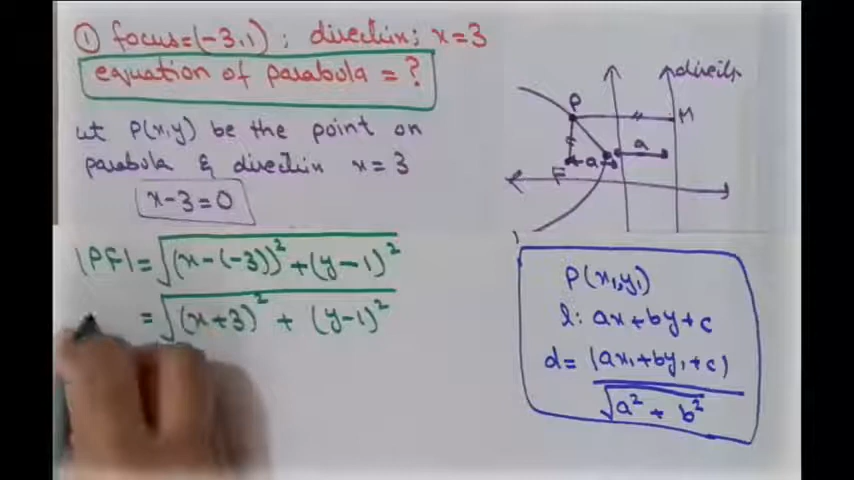 ① focus=(-3,1) ; directrix; x=3
equation of parabola = ?
let P(x,y) be the point on
parabola & directrix x=3
x-3=0
|PF| = √(x-(-3))² + (y-1)²
= √(x+3)² + (y-1)²
directrix
P
M
a
a
F
P(x₁,y₁)
l: ax+by+c
d= (ax₁+by₁+c)
√a² + b²